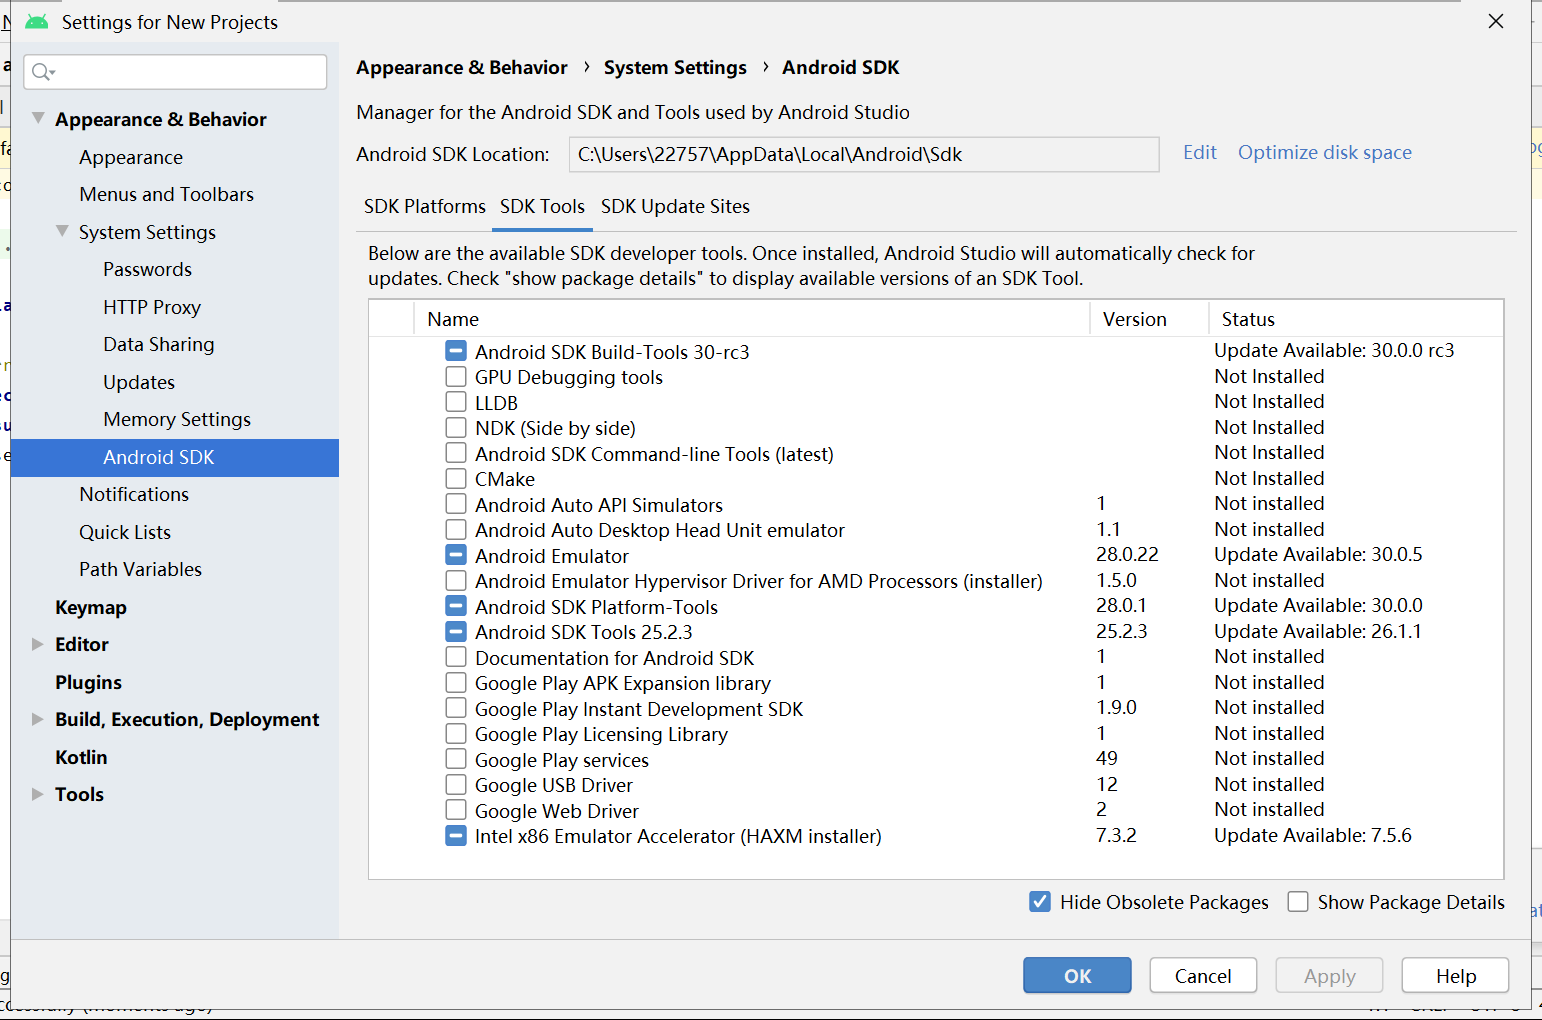 Settings for New Projects
Appearance & Behavior
Appearance
Menus and Toolbars
System Settings
Passwords
HTTP Proxy
Data Sharing
Updates
Memory Settings
Android SDK
Notifications
Quick Lists
Path Variables
Keymap
Editor
Plugins
Build, Execution, Deployment
Kotlin
Tools
Appearance & Behavior › System Settings › Android SDK
Manager for the Android SDK and Tools used by Android Studio
Android SDK Location: C:\Users\22757\AppData\Local\Android\Sdk Edit Optimize disk space
SDK Platforms SDK Tools SDK Update Sites
Below are the available SDK developer tools. Once installed, Android Studio will automatically check for
updates. Check "show package details" to display available versions of an SDK Tool.
Name Version Status
Android SDK Build-Tools 30-rc3 Update Available: 30.0.0 rc3
GPU Debugging tools Not Installed
LLDB Not Installed
NDK (Side by side) Not Installed
Android SDK Command-line Tools (latest) Not Installed
CMake Not Installed
Android Auto API Simulators 1 Not installed
Android Auto Desktop Head Unit emulator 1.1 Not installed
Android Emulator 28.0.22 Update Available: 30.0.5
Android Emulator Hypervisor Driver for AMD Processors (installer) 1.5.0 Not installed
Android SDK Platform-Tools 28.0.1 Update Available: 30.0.0
Android SDK Tools 25.2.3 25.2.3 Update Available: 26.1.1
Documentation for Android SDK 1 Not installed
Google Play APK Expansion library 1 Not installed
Google Play Instant Development SDK 1.9.0 Not installed
Google Play Licensing Library 1 Not installed
Google Play services 49 Not installed
Google USB Driver 12 Not installed
Google Web Driver 2 Not installed
Intel x86 Emulator Accelerator (HAXM installer) 7.3.2 Update Available: 7.5.6
Hide Obsolete Packages Show Package Details
OK Cancel Apply Help